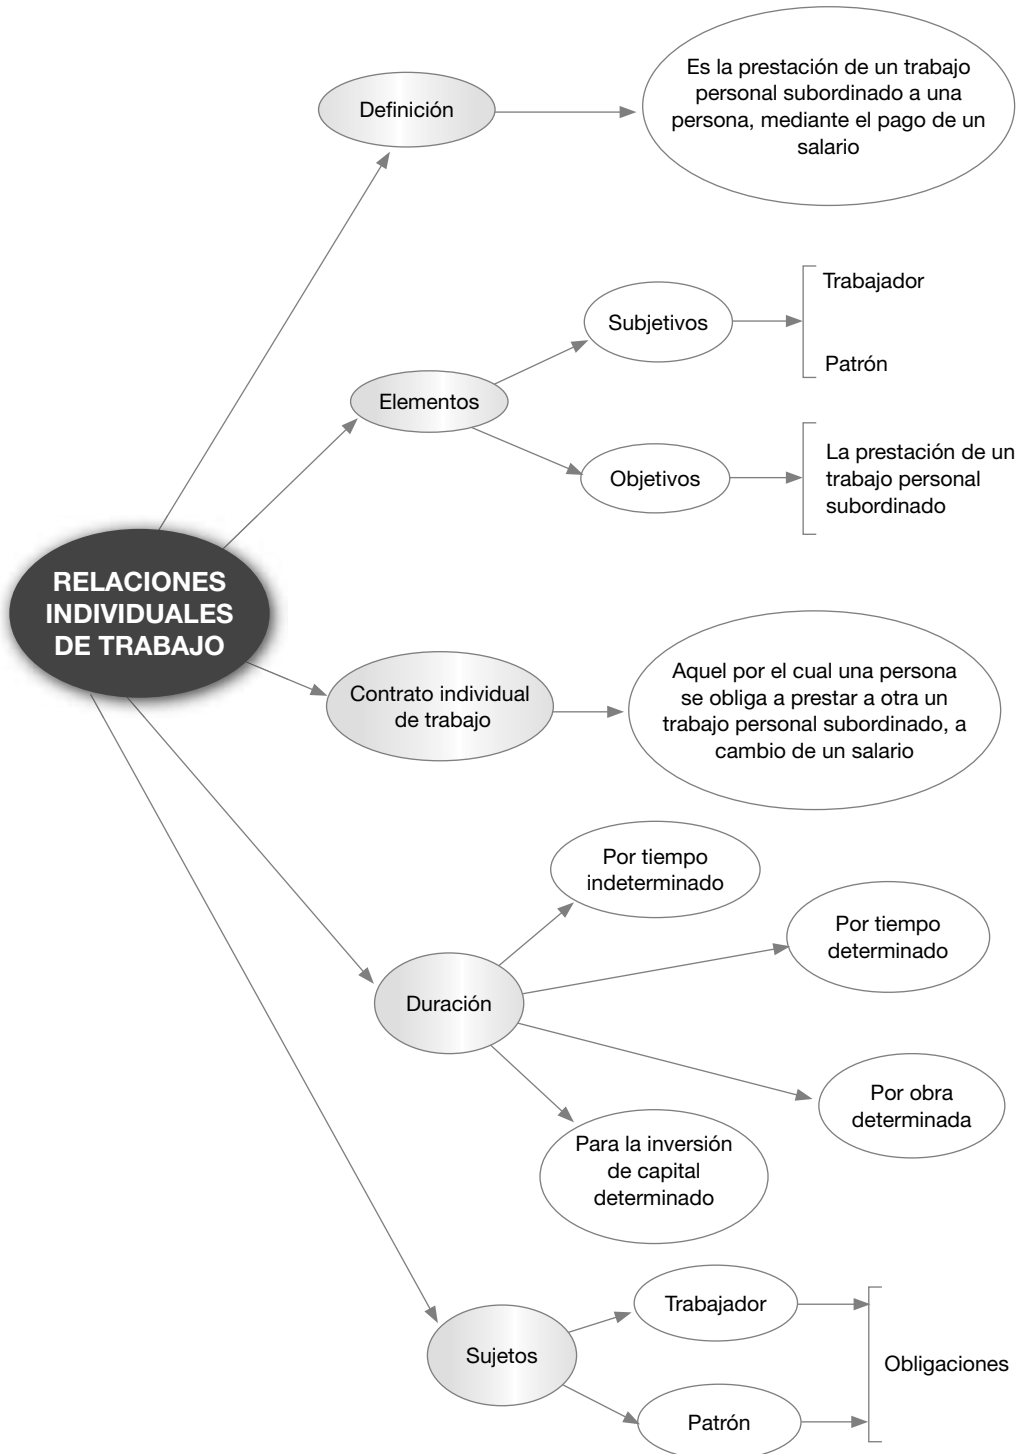 Definición
Es la prestación de un trabajo
personal subordinado a una
persona, mediante el pago de un
salario
Elementos
Subjetivos
Trabajador
Patrón
Objetivos
La prestación de un
trabajo personal
subordinado
RELACIONES
INDIVIDUALES
DE TRABAJO
Contrato individual
de trabajo
Aquel por el cual una persona
se obliga a prestar a otra un
trabajo personal subordinado, a
cambio de un salario
Duración
Por tiempo
indeterminado
Por tiempo
determinado
Por obra
determinada
Para la inversión
de capital
determinado
Sujetos
Trabajador
Patrón
Obligaciones